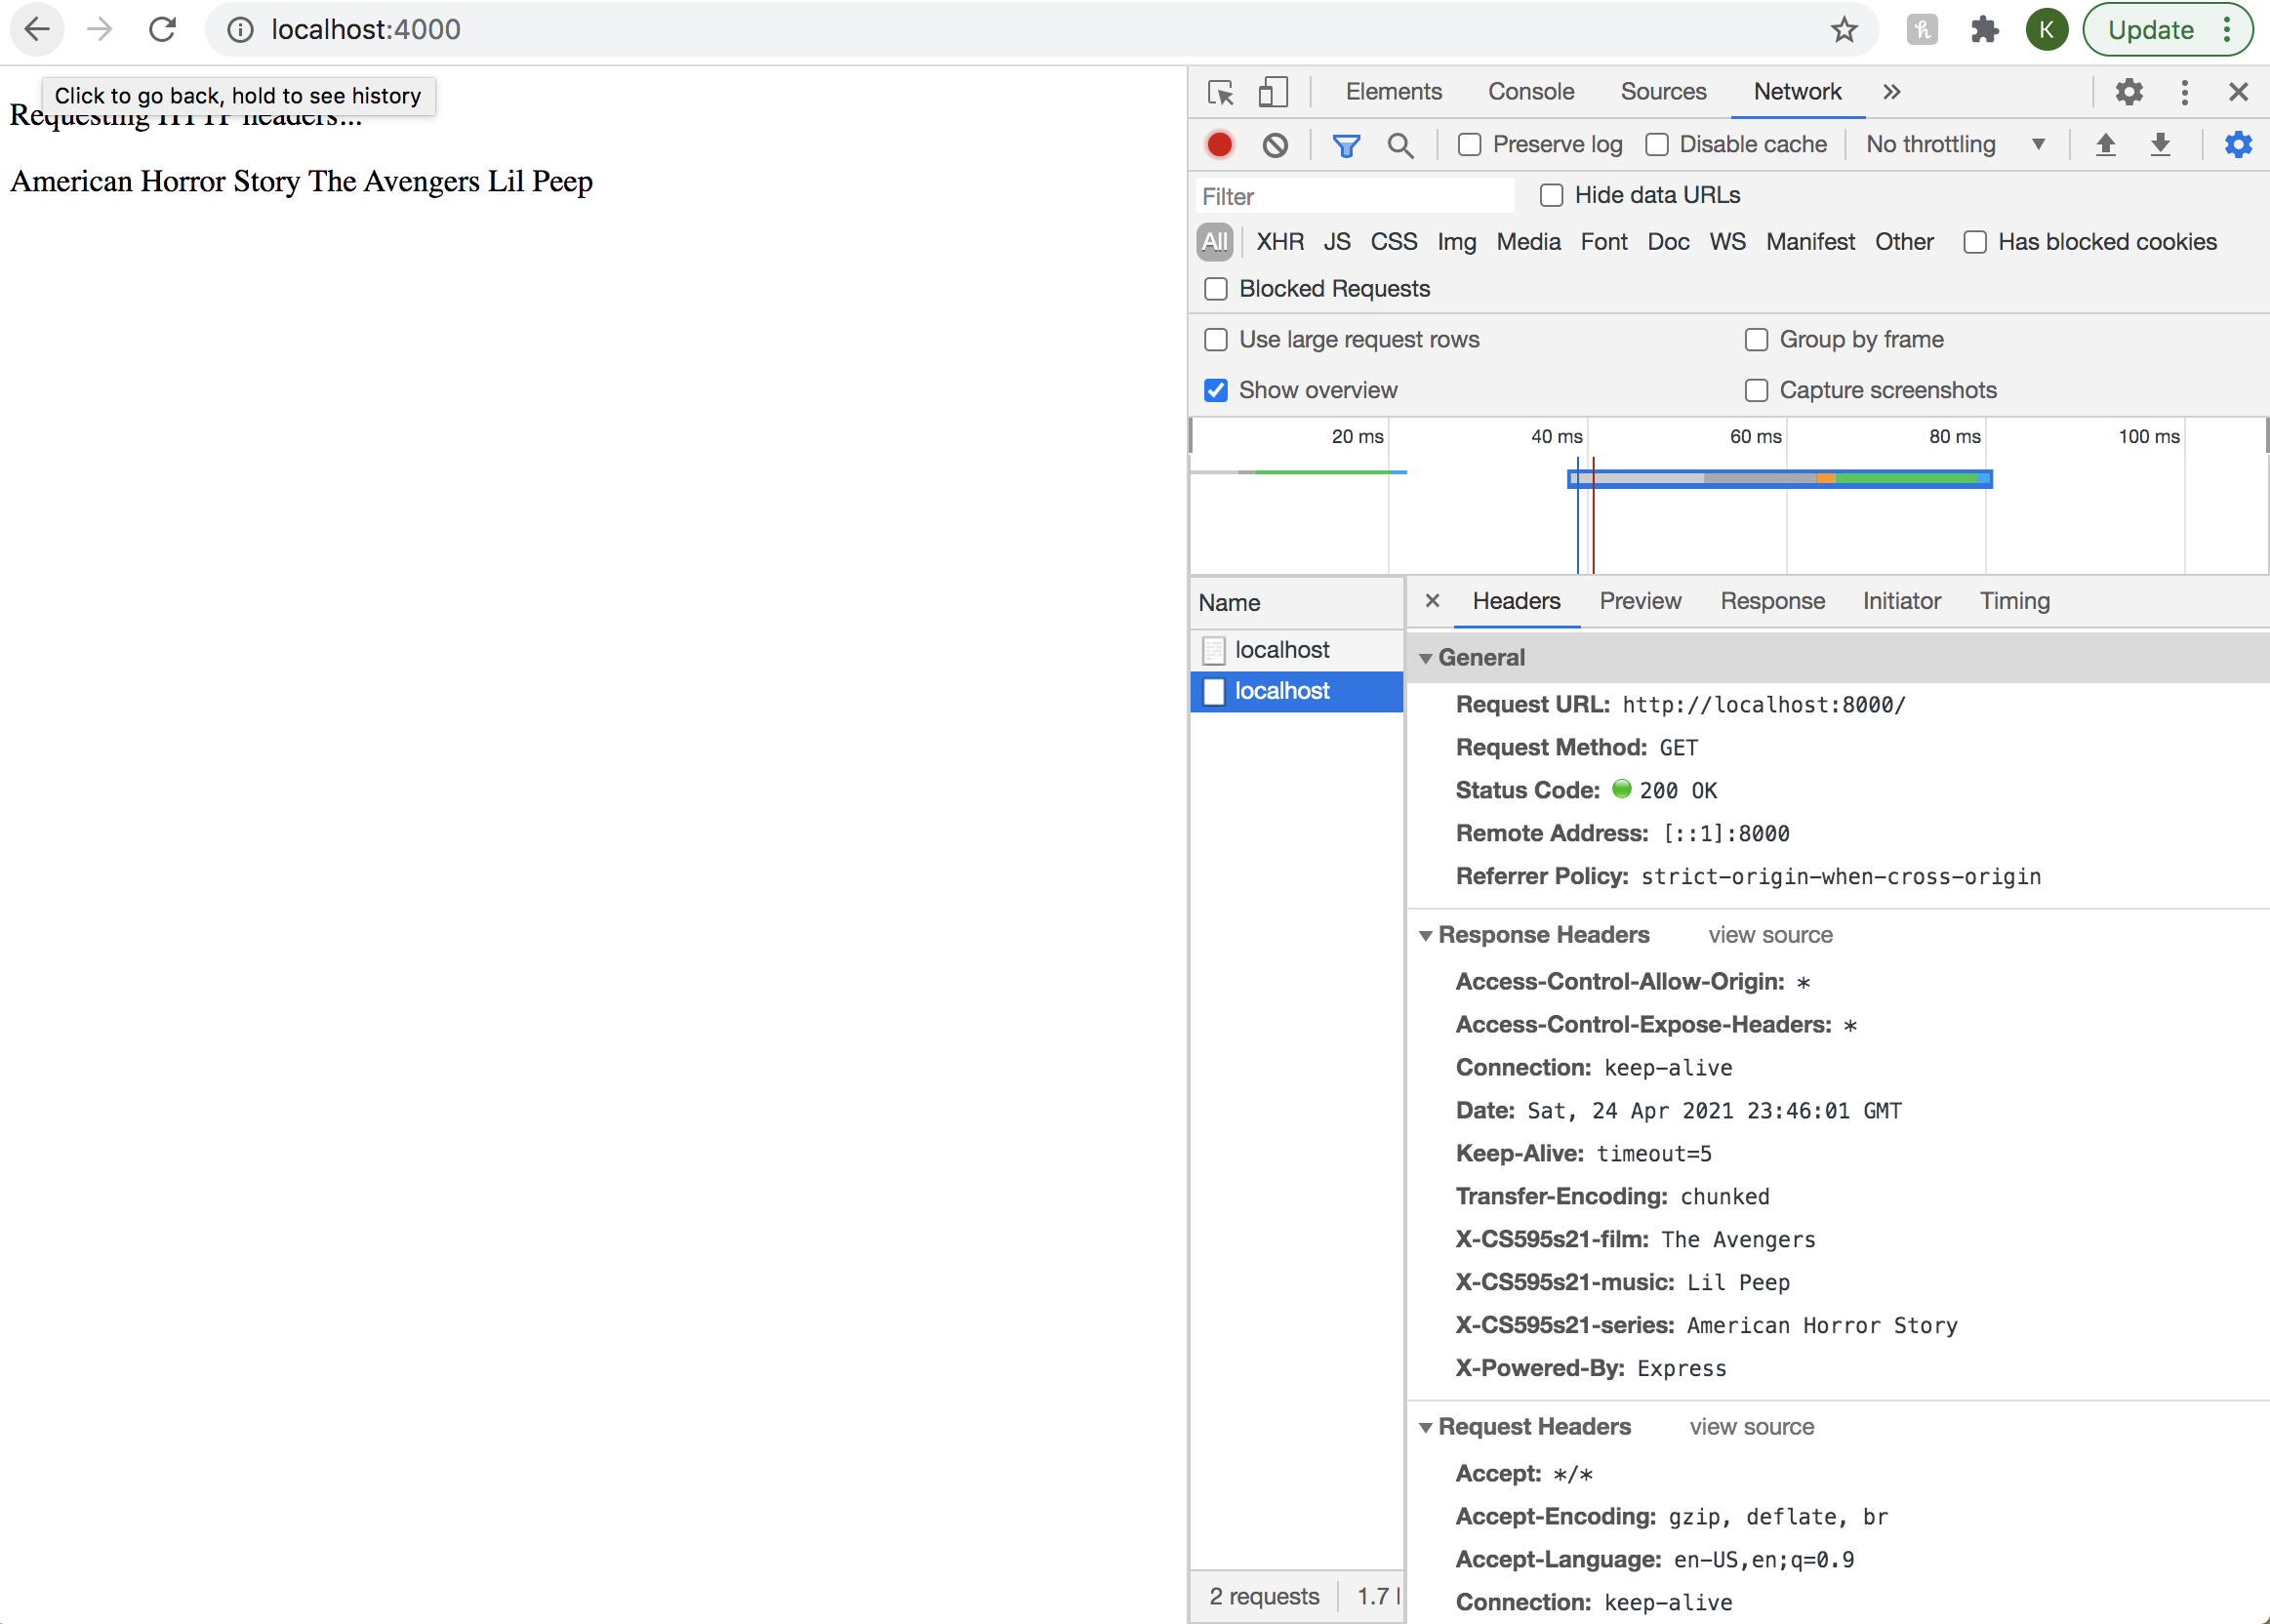 localhost:4000
K
Update
Click to go back, hold to see history
Requesting HTTP headers...
American Horror Story The Avengers Lil Peep
Elements Console Sources Network »
Preserve log Disable cache No throttling
Filter Hide data URLs
All XHR JS CSS Img Media Font Doc WS Manifest Other Has blocked cookies
Blocked Requests
Use large request rows Group by frame
Show overview Capture screenshots
20 ms 40 ms 60 ms 80 ms 100 ms
Name
localhost
localhost
2 requests 1.7
× Headers Preview Response Initiator Timing
General
Request URL: http://localhost:8000/
Request Method: GET
Status Code: 200 OK
Remote Address: [::1]:8000
Referrer Policy: strict-origin-when-cross-origin
Response Headers view source
Access-Control-Allow-Origin: *
Access-Control-Expose-Headers: *
Connection: keep-alive
Date: Sat, 24 Apr 2021 23:46:01 GMT
Keep-Alive: timeout=5
Transfer-Encoding: chunked
X-CS595s21-film: The Avengers
X-CS595s21-music: Lil Peep
X-CS595s21-series: American Horror Story
X-Powered-By: Express
Request Headers view source
Accept: */*
Accept-Encoding: gzip, deflate, br
Accept-Language: en-US,en;q=0.9
Connection: keep-alive